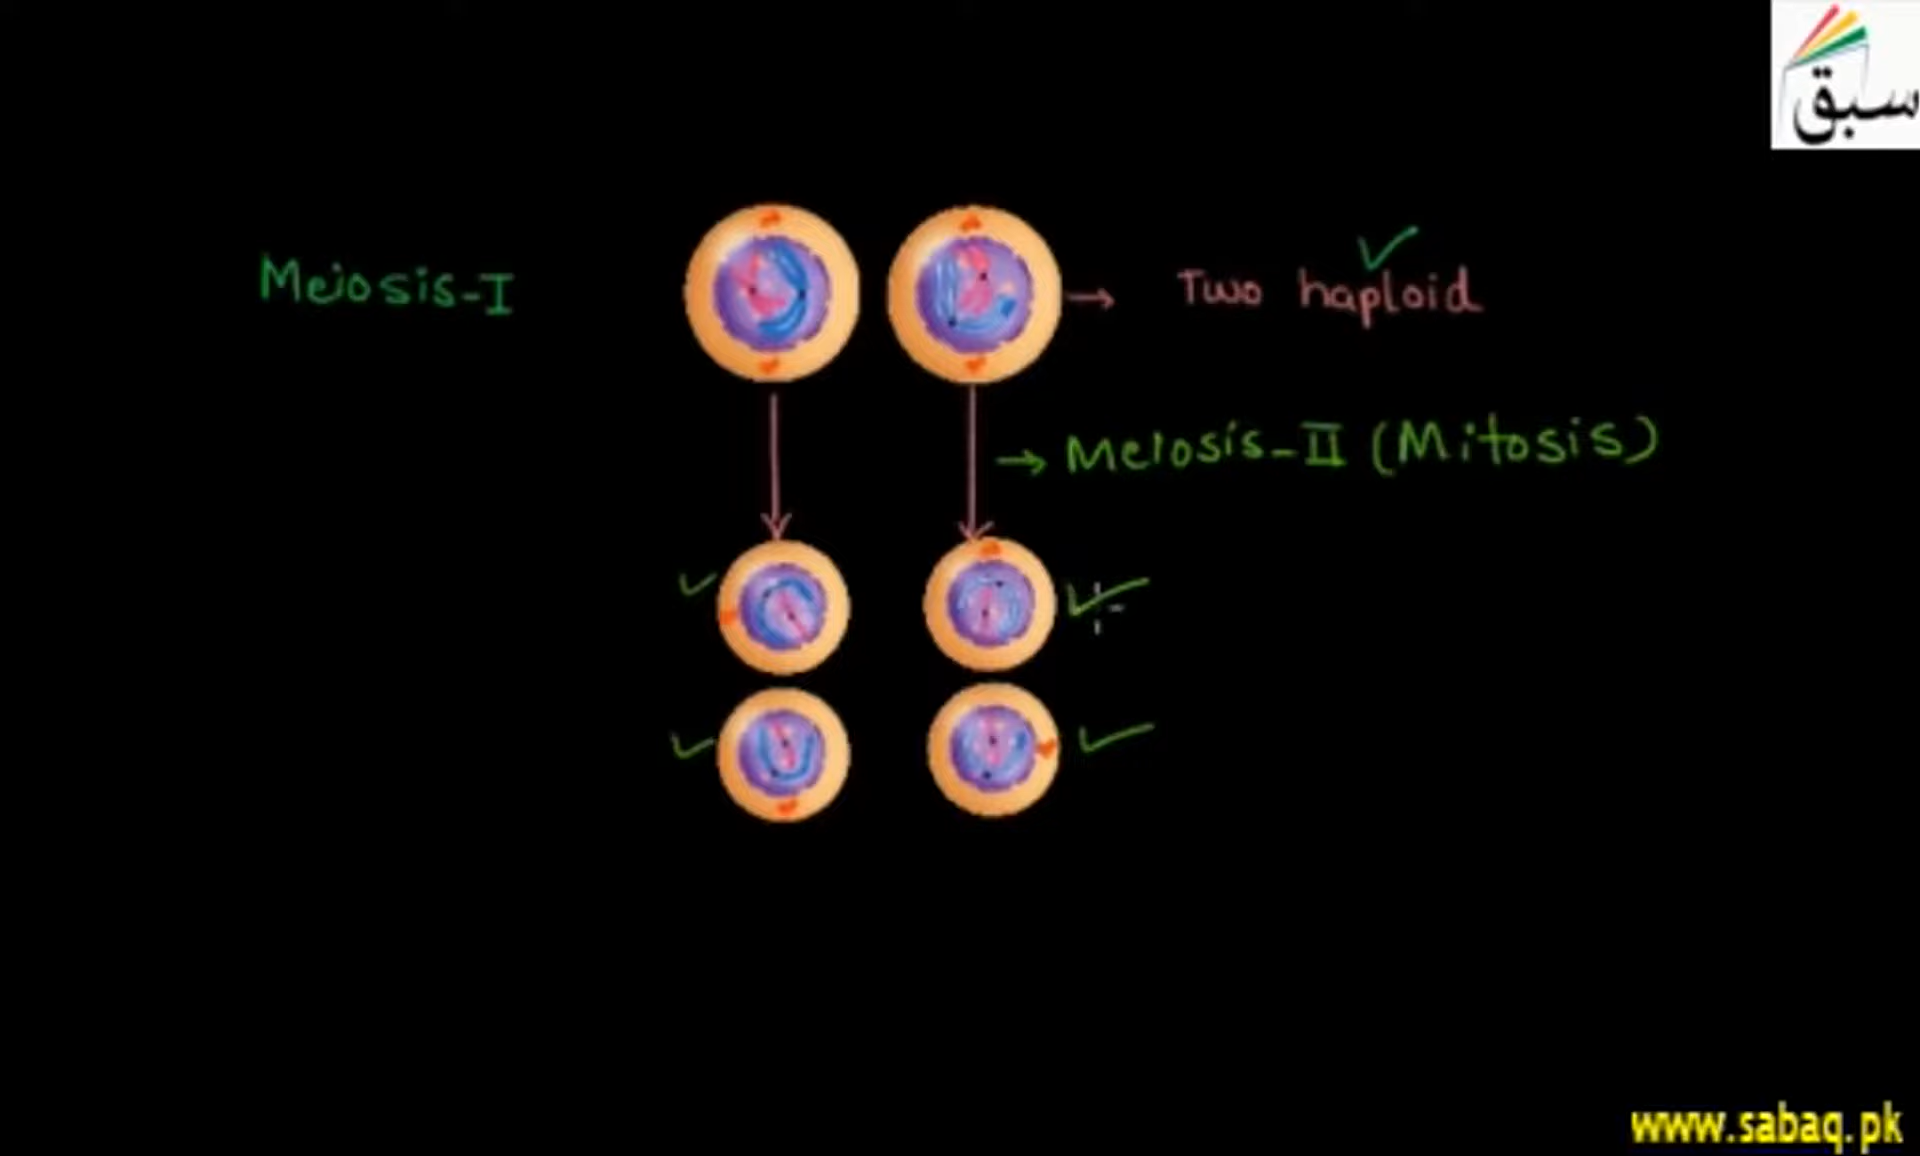 سبق
Meiosis-I
Two haploid
Meiosis-II (Mitosis)
www.sabaq.pk